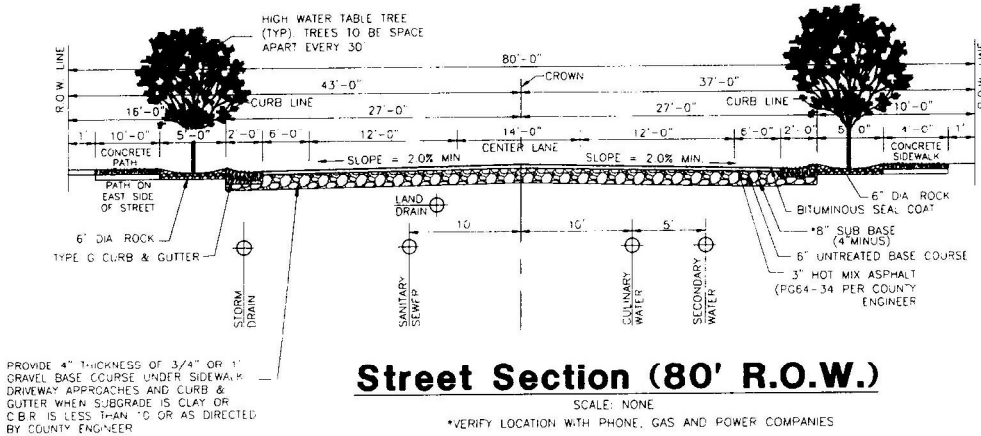 HIGH WATER TABLE TREE
(TYP). TREES TO BE SPACE
APART EVERY 30'
R.O.W. LINE
R.O.W. LINE
80'-0"
CROWN
43'-0"
37'-0"
CURB LINE
CURB LINE
16'-0"
27'-0"
27'-0"
10'-0"
1'
10'-0"
5'-0"
2'-0"
6'-0"
12'-0"
14'-0"
12'-0"
6'-0"
2'-0"
5'-0"
4'-0"
1'
CENTER LANE
CONCRETE
PATH
SLOPE = 2.0% MIN
SLOPE = 2.0% MIN.
CONCRETE
SIDEWALK
PATH ON
EAST SIDE
OF STREET
LAND
DRAIN
6" DIA ROCK
6" DIA ROCK
TYPE G CURB & GUTTER
BITUMINOUS SEAL COAT
*8" SUB BASE
(4"MINUS)
6" UNTREATED BASE COURSE
3" HOT MIX ASPHALT
(PG64-34 PER COUNTY
ENGINEER
10
10'
5'
STORM
DRAIN
SANITARY
SEWER
CULINARY
WATER
SECONDARY
WATER
PROVIDE 4" THICKNESS OF 3/4" OR 1"
GRAVEL BASE COURSE UNDER SIDEWALK
DRIVEWAY APPROACHES AND CURB &
GUTTER WHEN SUBGRADE IS CLAY OR
C.B.R. IS LESS THAN 10 OR AS DIRECTED
BY COUNTY ENGINEER
Street Section (80' R.O.W.)
SCALE: NONE
*VERIFY LOCATION WITH PHONE, GAS AND POWER COMPANIES